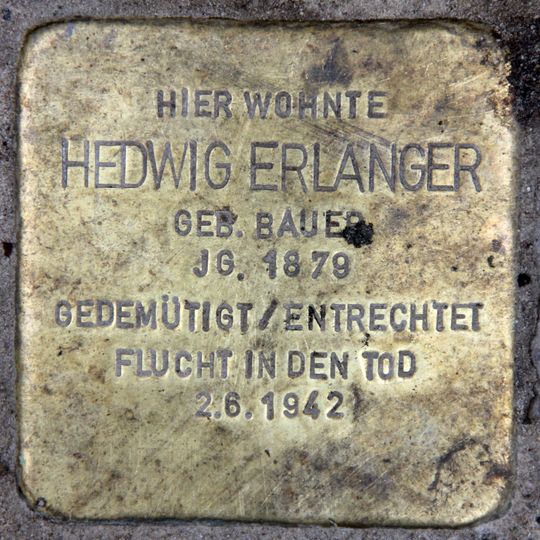 HIER WOHNTE
HEDWIG ERLANGER
GEB. BAUER
JG. 1879
GEDEMÜTIGT/ENTRECHTET
FLUCHT IN DEN TOD
2.6.1942